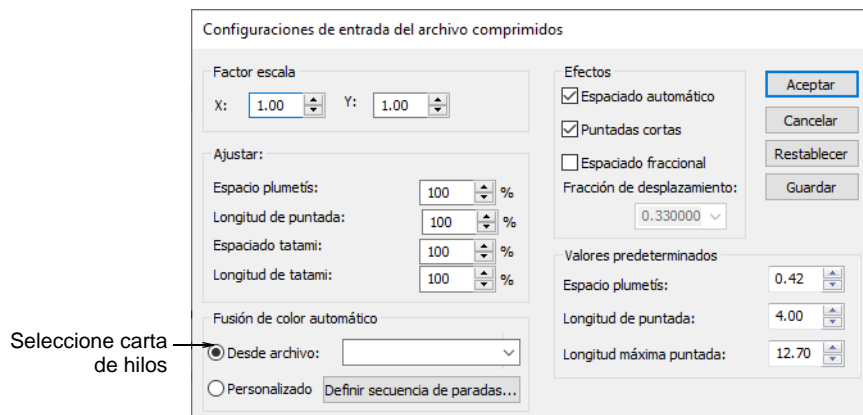 Configuraciones de entrada del archivo comprimidos
Factor escala
X: 1.00 Y: 1.00
Ajustar:
Espacio plumetís: 100 %
Longitud de puntada: 100 %
Espaciado tatami: 100 %
Longitud de tatami: 100 %
Fusión de color automático
Seleccione carta
de hilos
Desde archivo:
Personalizado Definir secuencia de paradas...
Efectos
Espaciado automático
Puntadas cortas
Espaciado fraccional
Fracción de desplazamiento:
0.330000
Valores predeterminados
Espacio plumetís: 0.42
Longitud de puntada: 4.00
Longitud máxima puntada: 12.70
Aceptar
Cancelar
Restablecer
Guardar